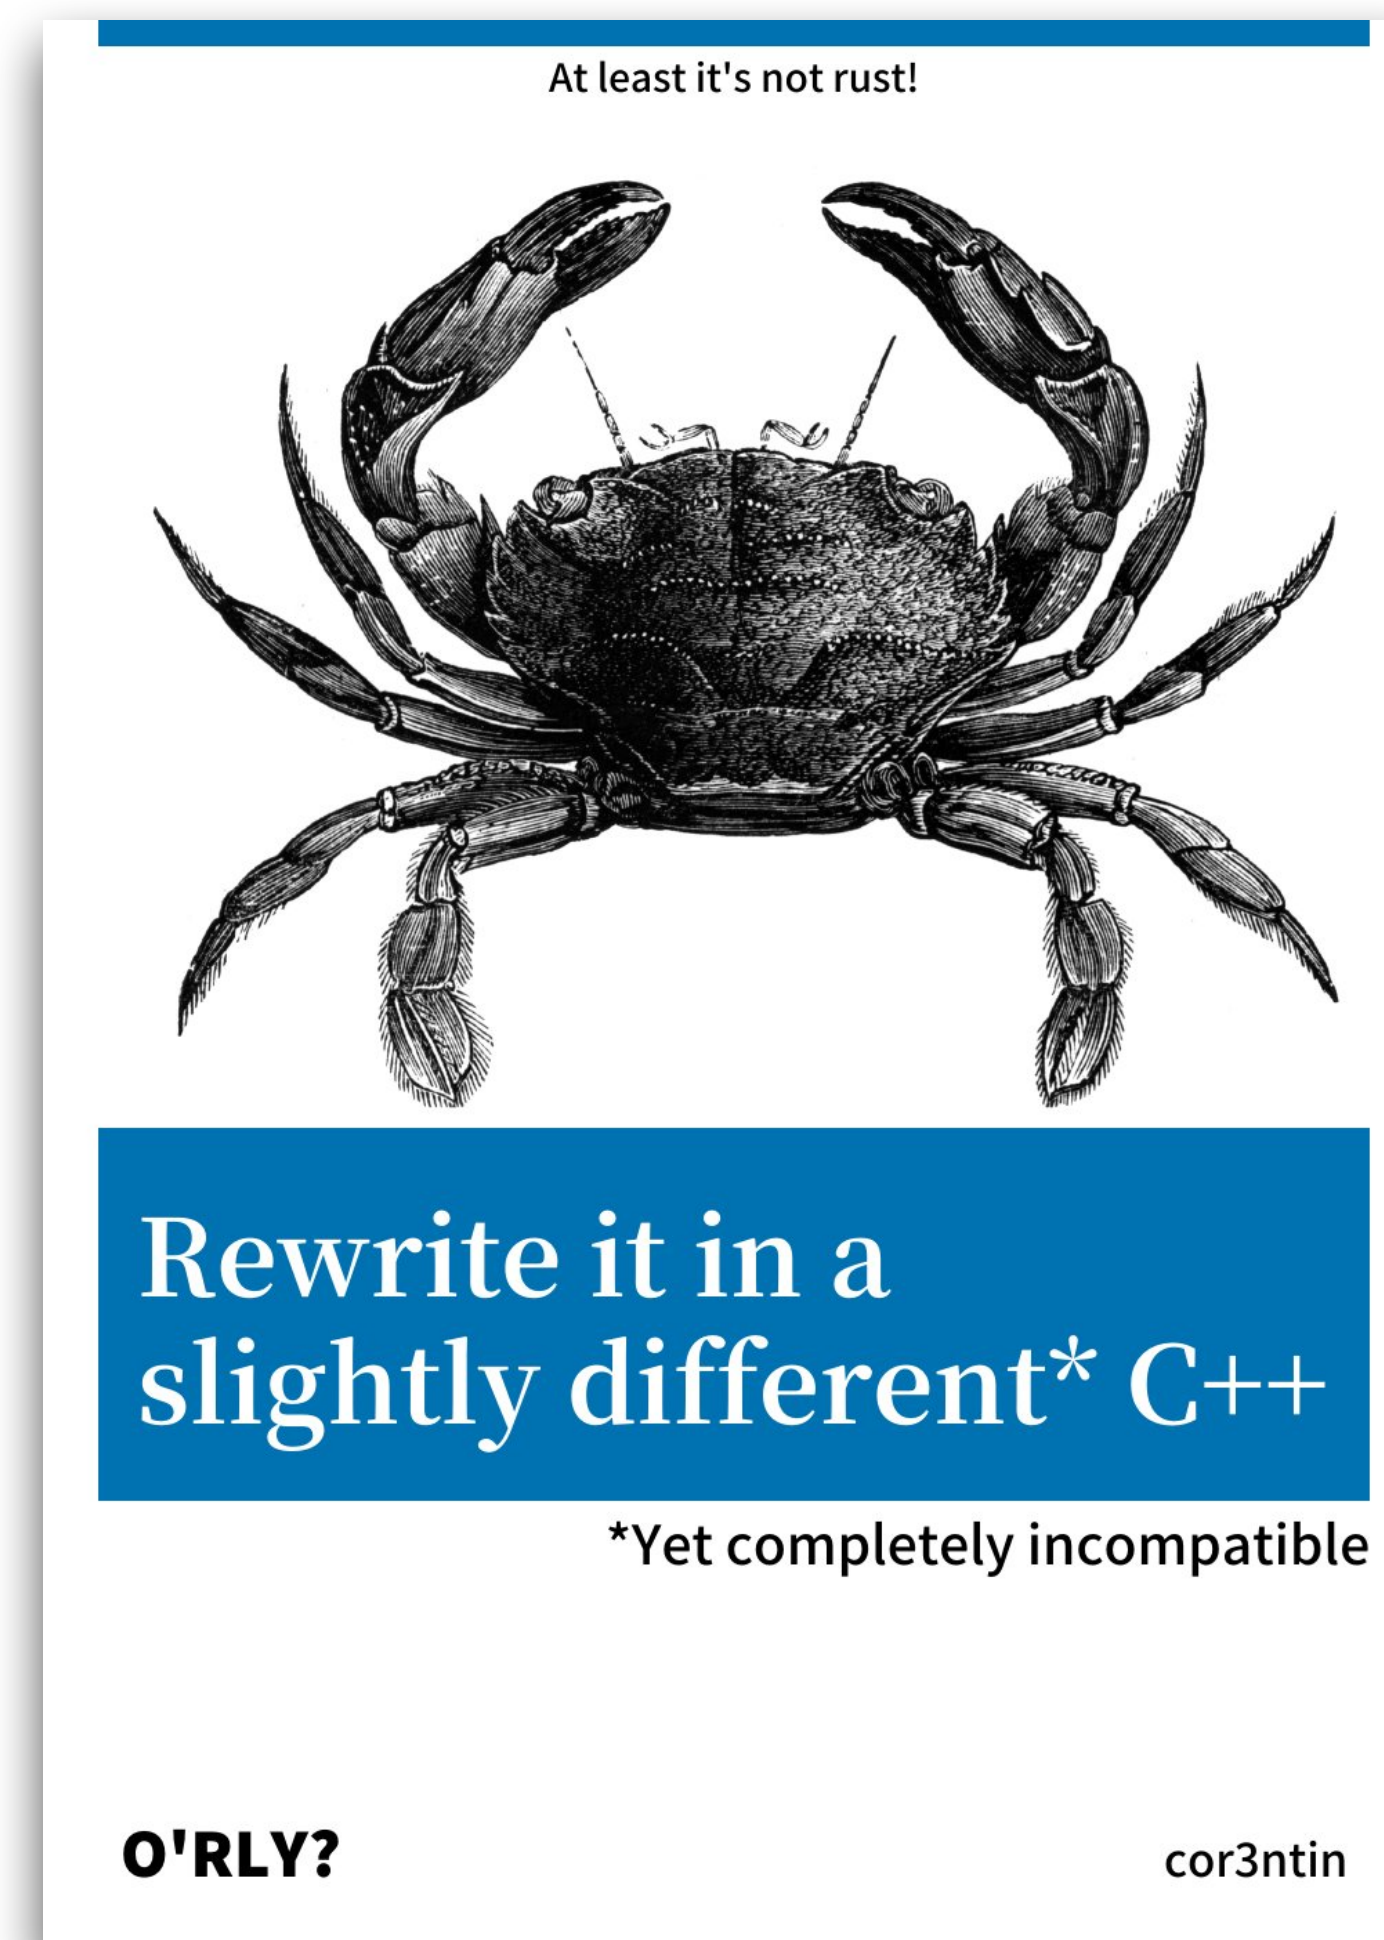 At least it's not rust!
Rewrite it in a
slightly different* C++
*Yet completely incompatible
O'RLY?
cor3ntin